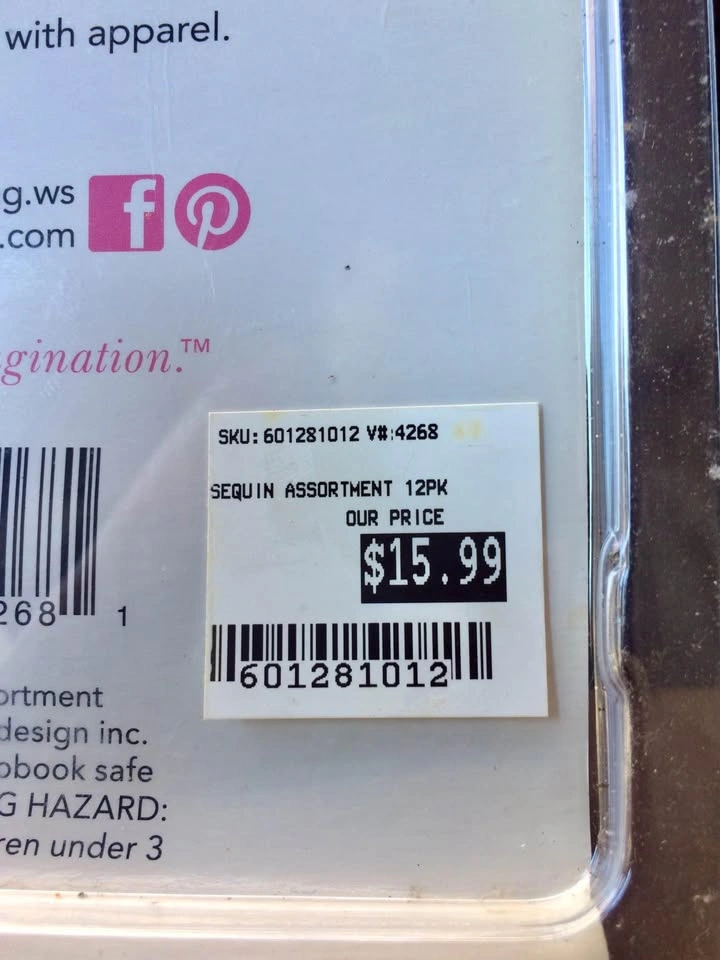 with apparel.
g.ws
.com
gination.™
SKU: 601281012 V#:4268
SEQUIN ASSORTMENT 12PK
OUR PRICE
$15.99
601281012
268 1
ortment
design inc.
obook safe
G HAZARD:
ren under 3